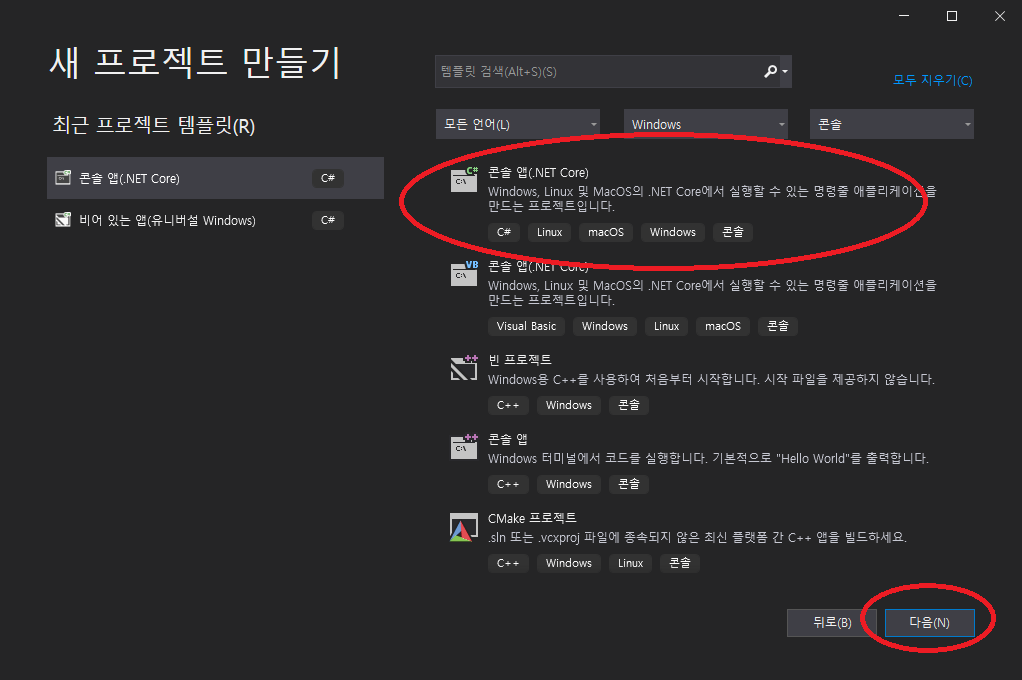 새 프로젝트 만들기
최근 프로젝트 템플릿(R)
콘솔 앱(.NET Core) C#
비어 있는 앱(유니버설 Windows) C#
템플릿 검색(Alt+S)(S)
모두 지우기(C)
모든 언어(L) Windows 콘솔
C#
C:\
콘솔 앱(.NET Core)
Windows, Linux 및 MacOS의 .NET Core에서 실행할 수 있는 명령줄 애플리케이션을
만드는 프로젝트입니다.
C# Linux macOS Windows 콘솔
VB
C:\
콘솔 앱(.NET Core)
Windows, Linux 및 MacOS의 .NET Core에서 실행할 수 있는 명령줄 애플리케이션을
만드는 프로젝트입니다.
Visual Basic Windows Linux macOS 콘솔
++
빈 프로젝트
Windows용 C++를 사용하여 처음부터 시작합니다. 시작 파일을 제공하지 않습니다.
C++ Windows 콘솔
++
C:\
콘솔 앱
Windows 터미널에서 코드를 실행합니다. 기본적으로 "Hello World"를 출력합니다.
C++ Windows 콘솔
CMake 프로젝트
.sln 또는 .vcxproj 파일에 종속되지 않은 최신 플랫폼 간 C++ 앱을 빌드하세요.
C++ Windows Linux 콘솔
뒤로(B) 다음(N)